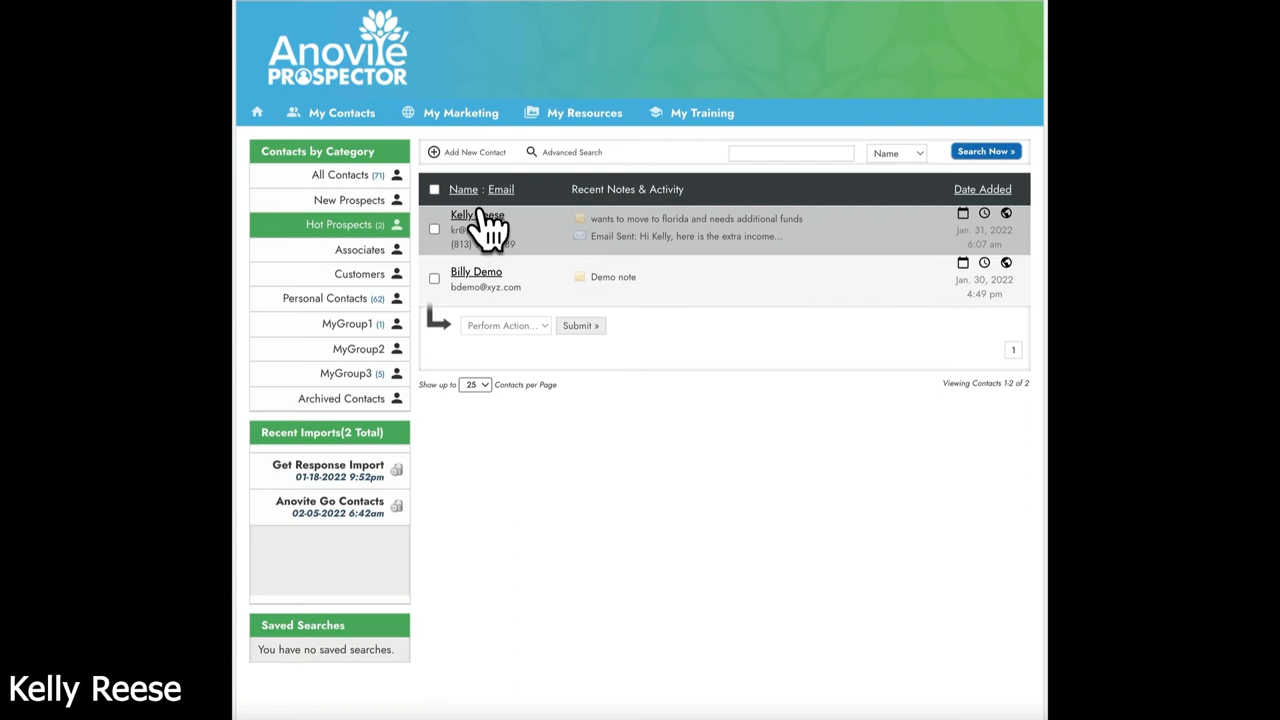 Anovité
PROSPECTOR
My Contacts
My Marketing
My Resources
My Training
Contacts by Category
All Contacts (71)
New Prospects
Hot Prospects (2)
Associates
Customers
Personal Contacts (62)
MyGroup1 (1)
MyGroup2
MyGroup3 (5)
Archived Contacts
Recent Imports(2 Total)
Get Response Import
01-18-2022 9:52pm
Anovite Go Contacts
02-05-2022 6:42am
Saved Searches
You have no saved searches.
Add New Contact
Advanced Search
Name
Search Now »
Name : Email
Recent Notes & Activity
Date Added
Kelly Reese
(813)
wants to move to florida and needs additional funds
Email Sent: Hi Kelly, here is the extra income...
Jan. 31, 2022
6:07 am
Billy Demo
bdemo@xyz.com
Demo note
Jan. 30, 2022
4:49 pm
Perform Action...
Submit »
1
Show up to 25 Contacts per Page
Viewing Contacts 1-2 of 2
Kelly Reese